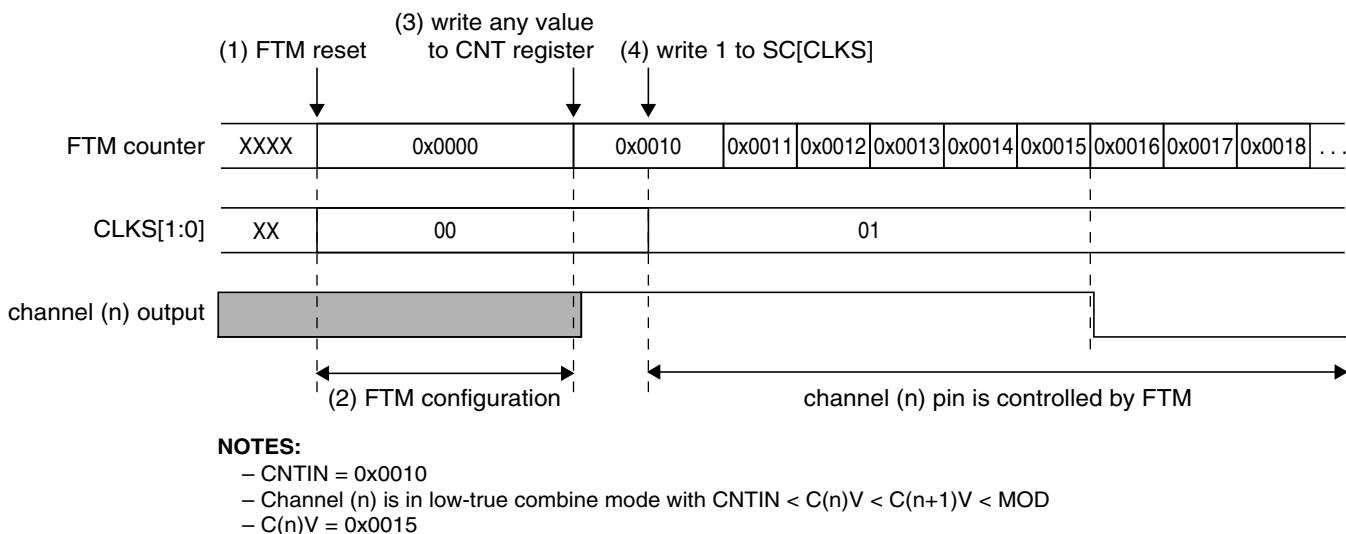 (3) write any value
(1) FTM reset to CNT register (4) write 1 to SC[CLKS]
FTM counter XXXX 0x0000 0x0010 0x0011 0x0012 0x0013 0x0014 0x0015 0x0016 0x0017 0x0018 . . .
CLKS[1:0] XX 00 01
channel (n) output
(2) FTM configuration channel (n) pin is controlled by FTM
NOTES:
– CNTIN = 0x0010
– Channel (n) is in low-true combine mode with CNTIN < C(n)V < C(n+1)V < MOD
– C(n)V = 0x0015